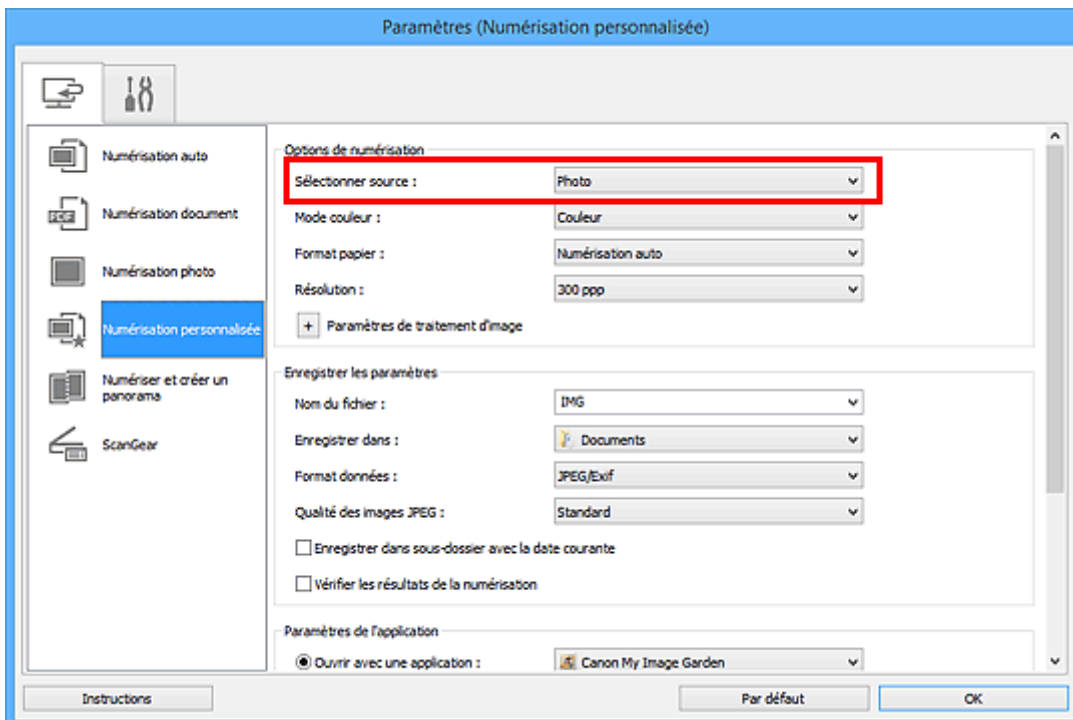 Paramètres (Numérisation personnalisée)
Numérisation auto
Numérisation document
Numérisation photo
Numérisation personnalisée
Numériser et créer un
panorama
ScanGear
Options de numérisation
Sélectionner source : Photo
Mode couleur : Couleur
Format papier : Numérisation auto
Résolution : 300 ppp
+ Paramètres de traitement d'image
Enregistrer les paramètres
Nom du fichier : IMG
Enregistrer dans : Documents
Format données : JPEG/Exif
Qualité des images JPEG : Standard
Enregistrer dans sous-dossier avec la date courante
Vérifier les résultats de la numérisation
Paramètres de l'application
Ouvrir avec une application : Canon My Image Garden
Instructions Par défaut OK